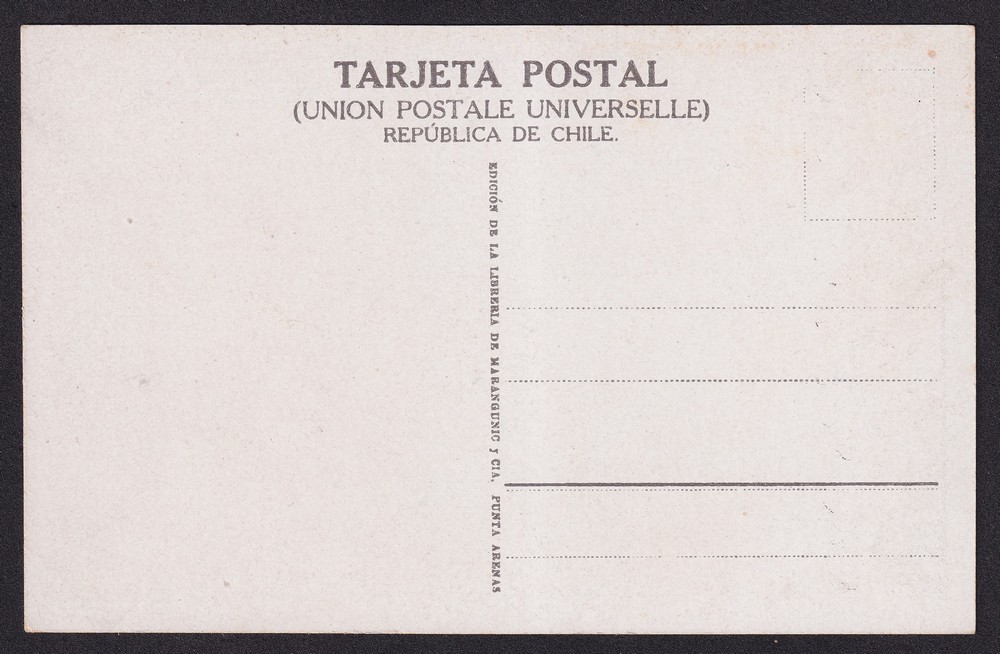 TARJETA POSTAL
(UNION POSTALE UNIVERSELLE)
REPÚBLICA DE CHILE.
EDICIÓN DE LA LIBRERIA DE MARANGUNIC y CIA. PUNTA ARENAS